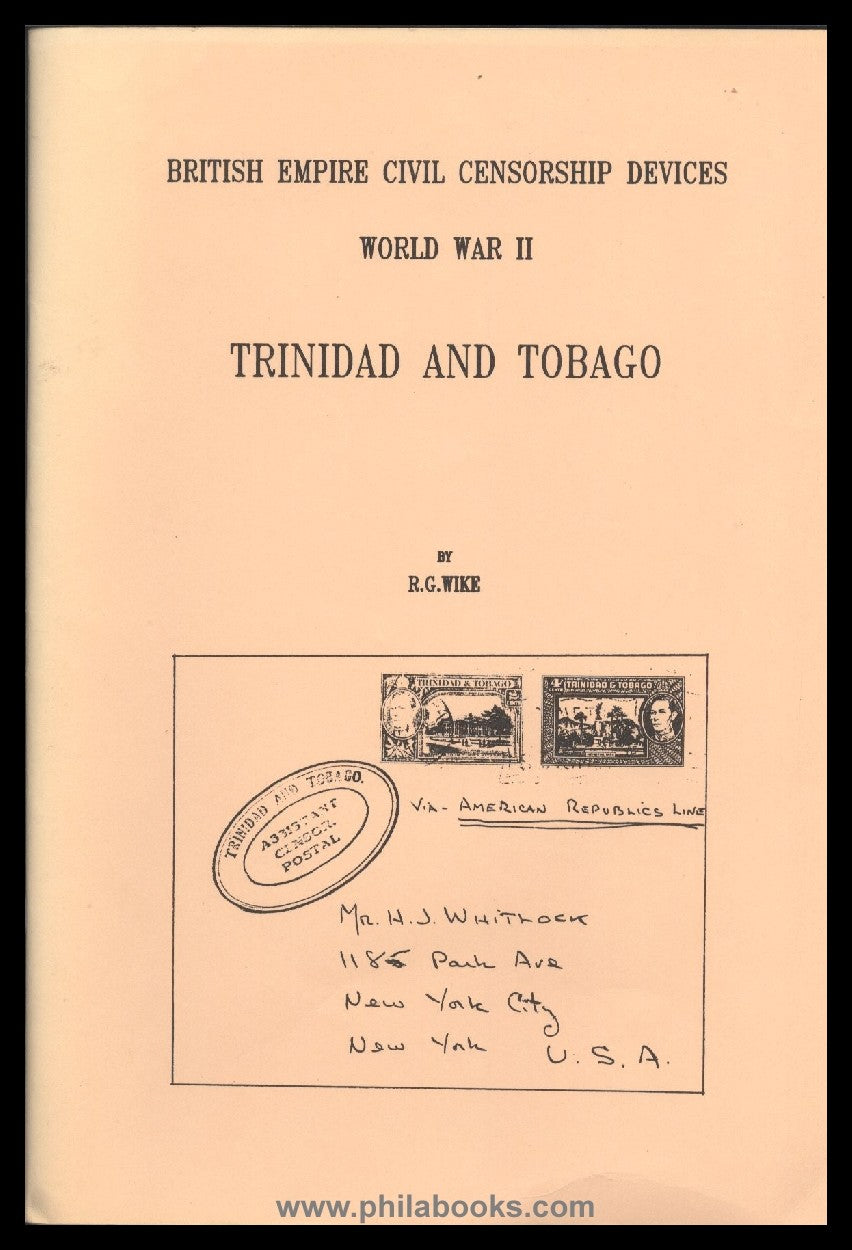 BRITISH EMPIRE CIVIL CENSORSHIP DEVICES
WORLD WAR II
TRINIDAD AND TOBAGO
BY
R.G.WIKE
TRINIDAD & TOBAGO
4 TRINIDAD & TOBAGO
TRINIDAD AND TOBAGO.
ASSISTANT
CENSOR.
POSTAL
VIA - AMERICAN REPUBLICS LINE
MR. H. J. WHITLOCK
1185 Park Ave
New York City
New York
U. S. A.
www.philabooks.com